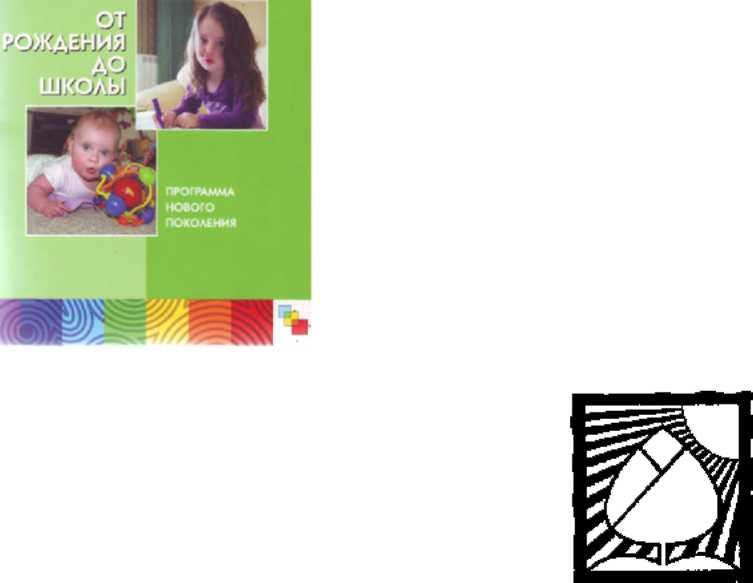 ОТ
РОЖДЕНИЯ
ДО
ШКОЛЫ
ПРОГРАММА
НОВОГО
ПОКОЛЕНИЯ